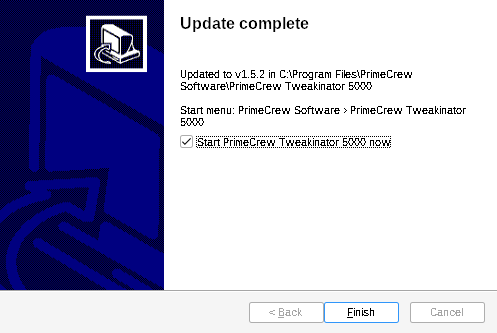 Update complete
Updated to v1.5.2 in C:\Program Files\PrimeCrew
Software\PrimeCrew Tweakinator 5000
Start menu: PrimeCrew Software > PrimeCrew Tweakinator
5000
Start PrimeCrew Tweakinator 5000 now
< Back
Finish
Cancel